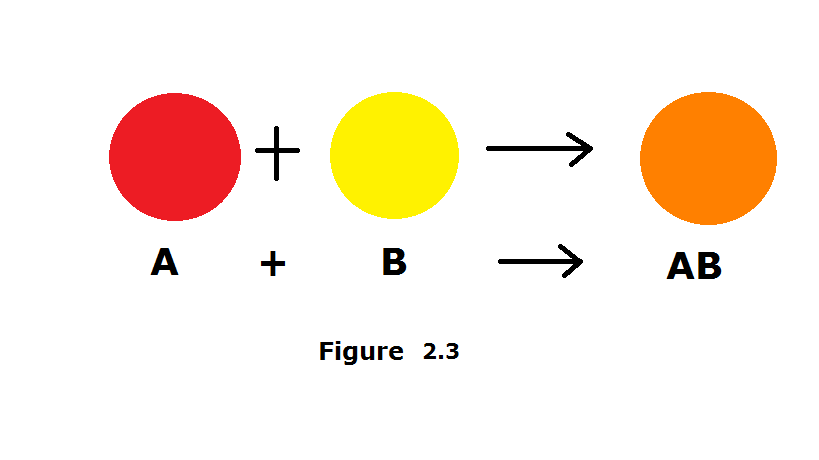 + →
A + B → AB
Figure 2.3